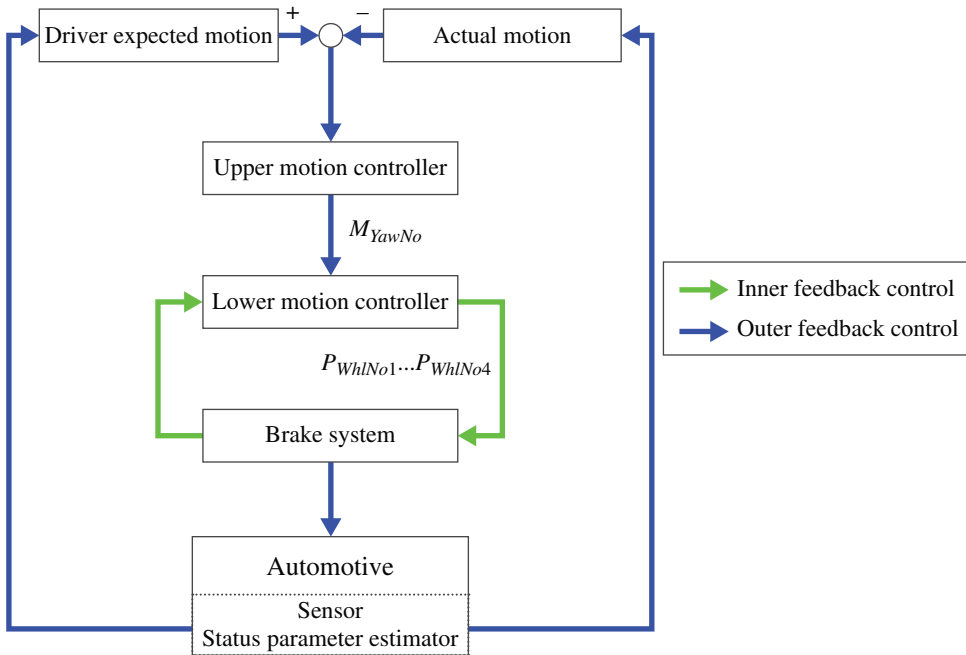 Driver expected motion
+
−
Actual motion
Upper motion controller
M_YawNo
Lower motion controller
P_WhlNo1...P_WhlNo4
Brake system
Automotive
Sensor
Status parameter estimator
Inner feedback control
Outer feedback control